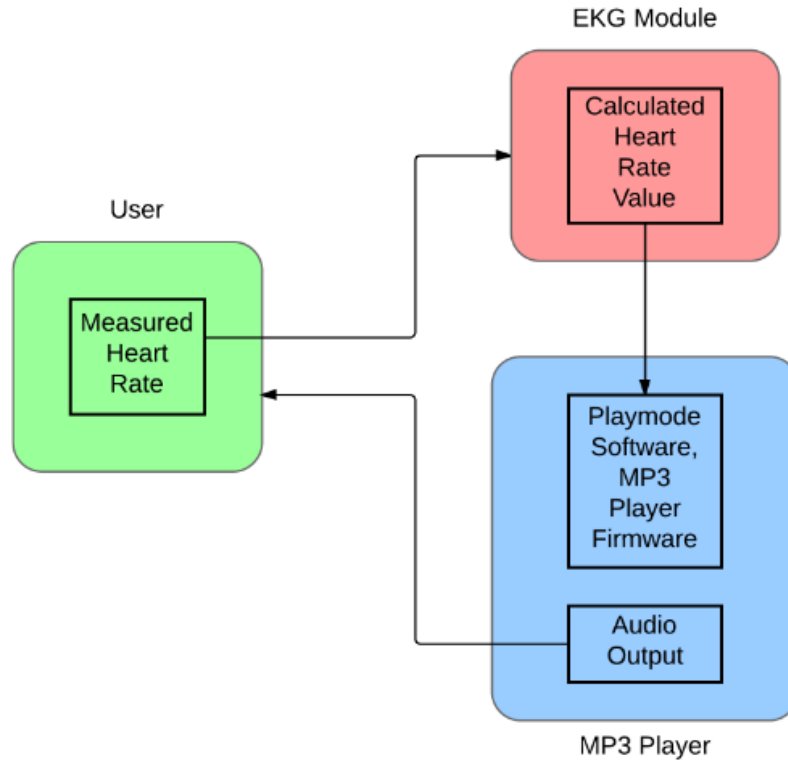 EKG Module
Calculated
Heart
Rate
Value
User
Measured
Heart
Rate
Playmode
Software,
MP3
Player
Firmware
Audio
Output
MP3 Player